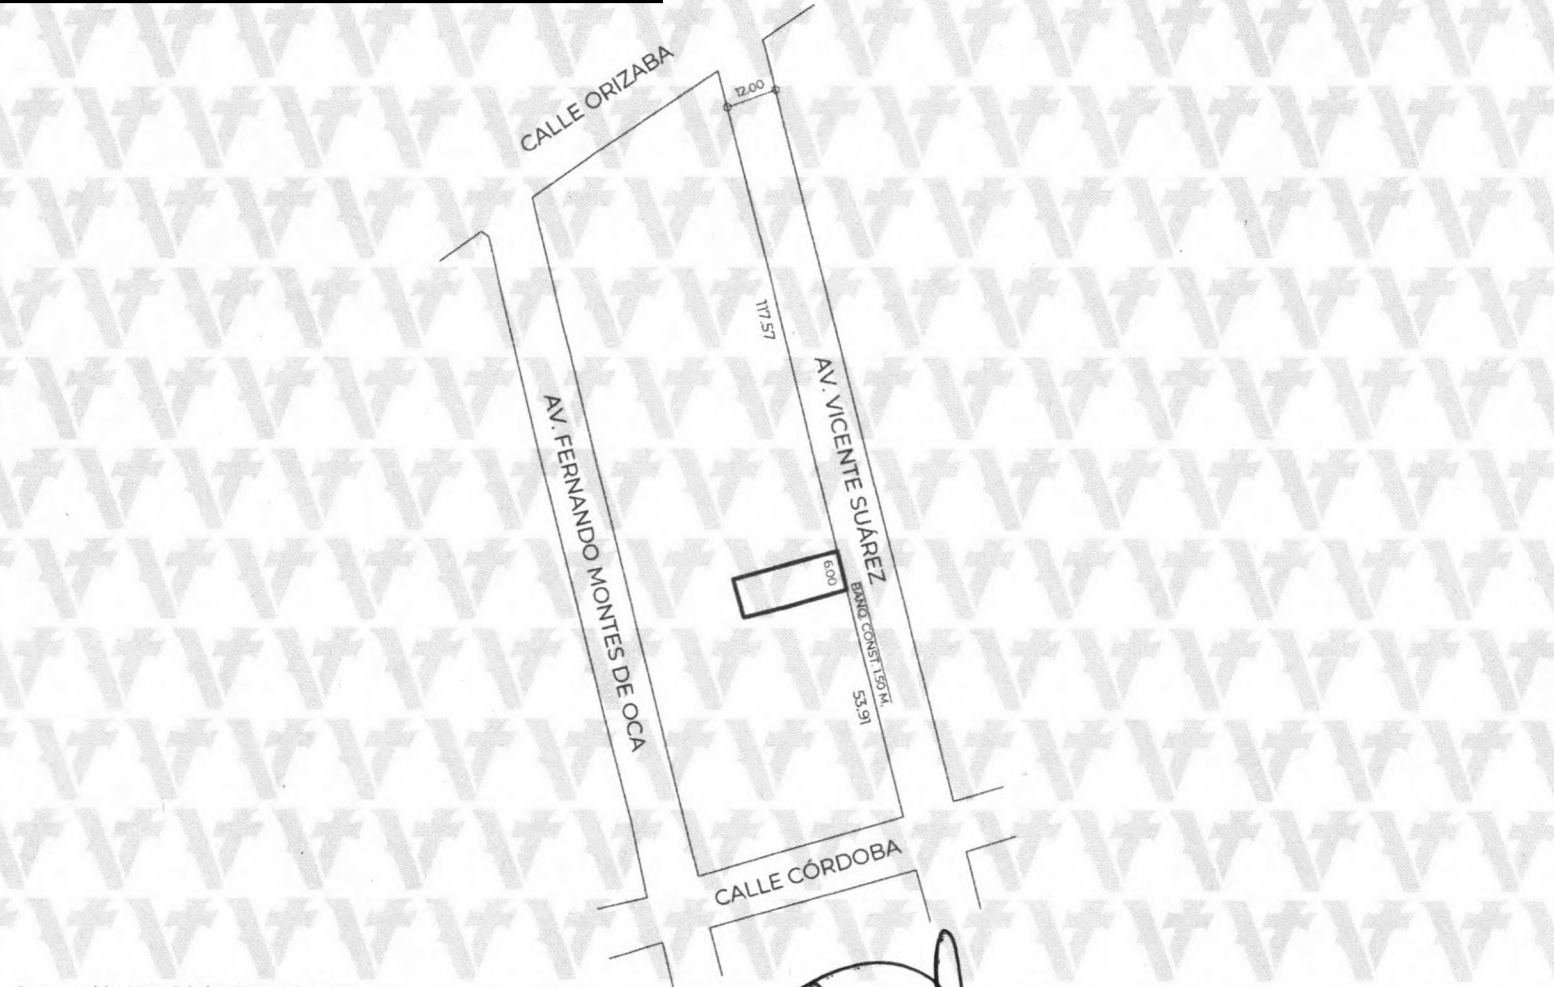 CALLE ORIZABA
12.00
117.57
AV. VICENTE SUÁREZ
AV. FERNANDO MONTES DE OCA
6.00
BANQ. CONST. 1.50 M.
53.91
CALLE CÓRDOBA